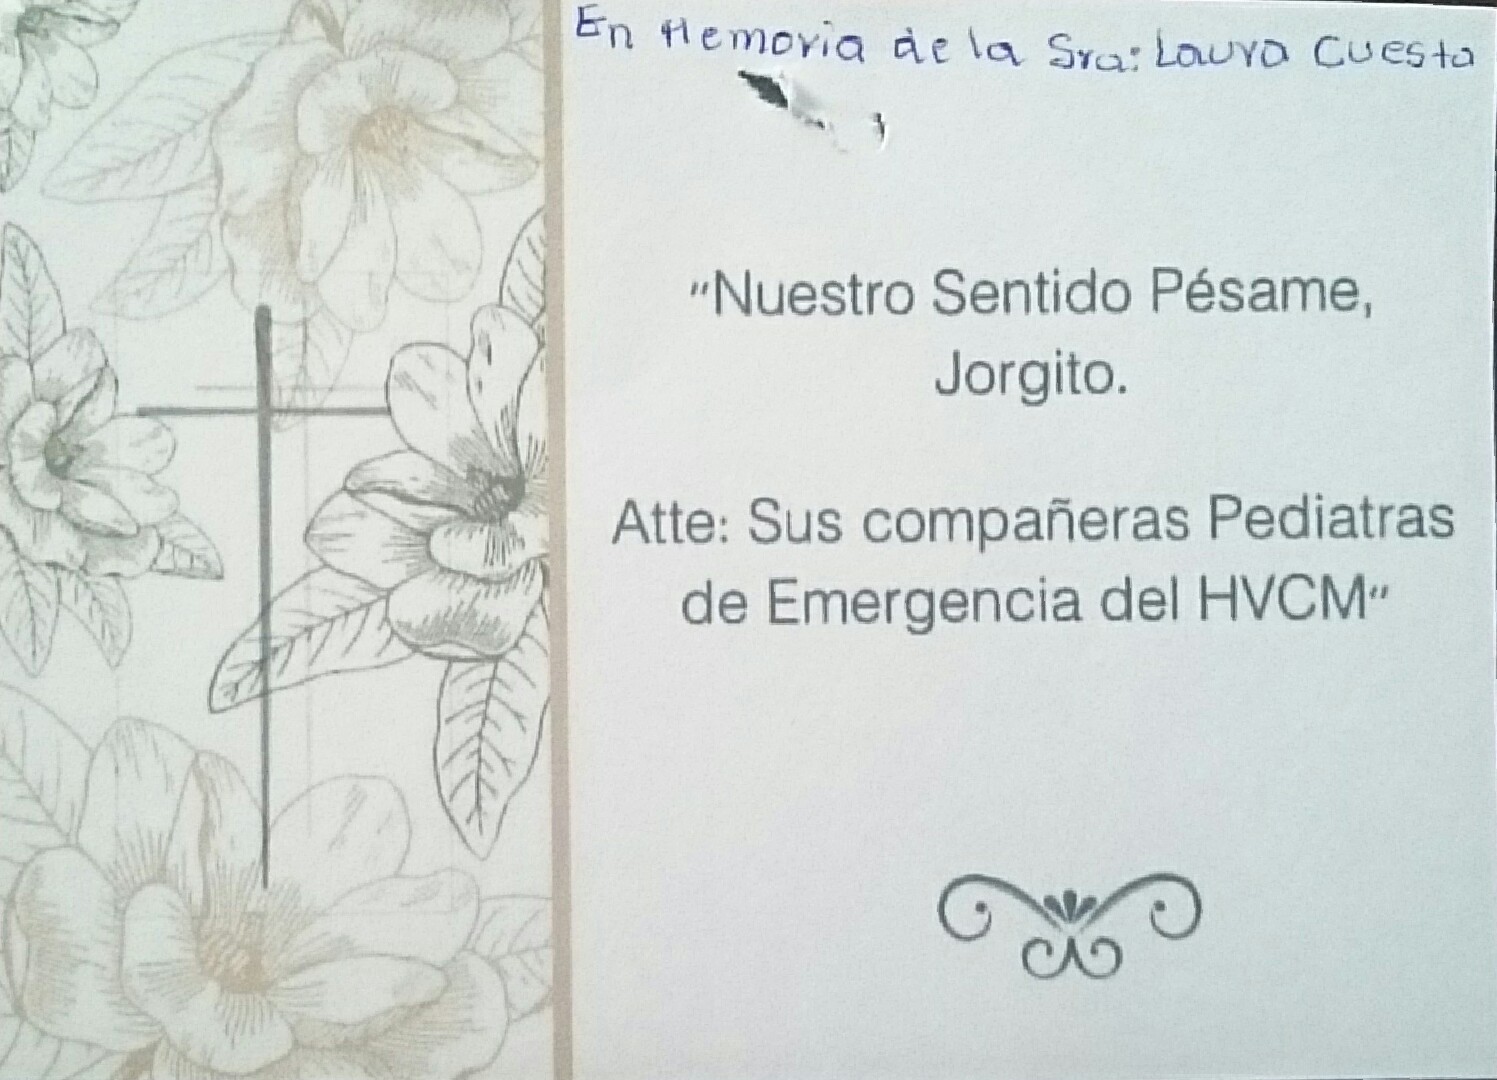 En Memoria de la Sra: Laura Cuesta
"Nuestro Sentido Pésame,
Jorgito.
Atte: Sus compañeras Pediatras
de Emergencia del HVCM"